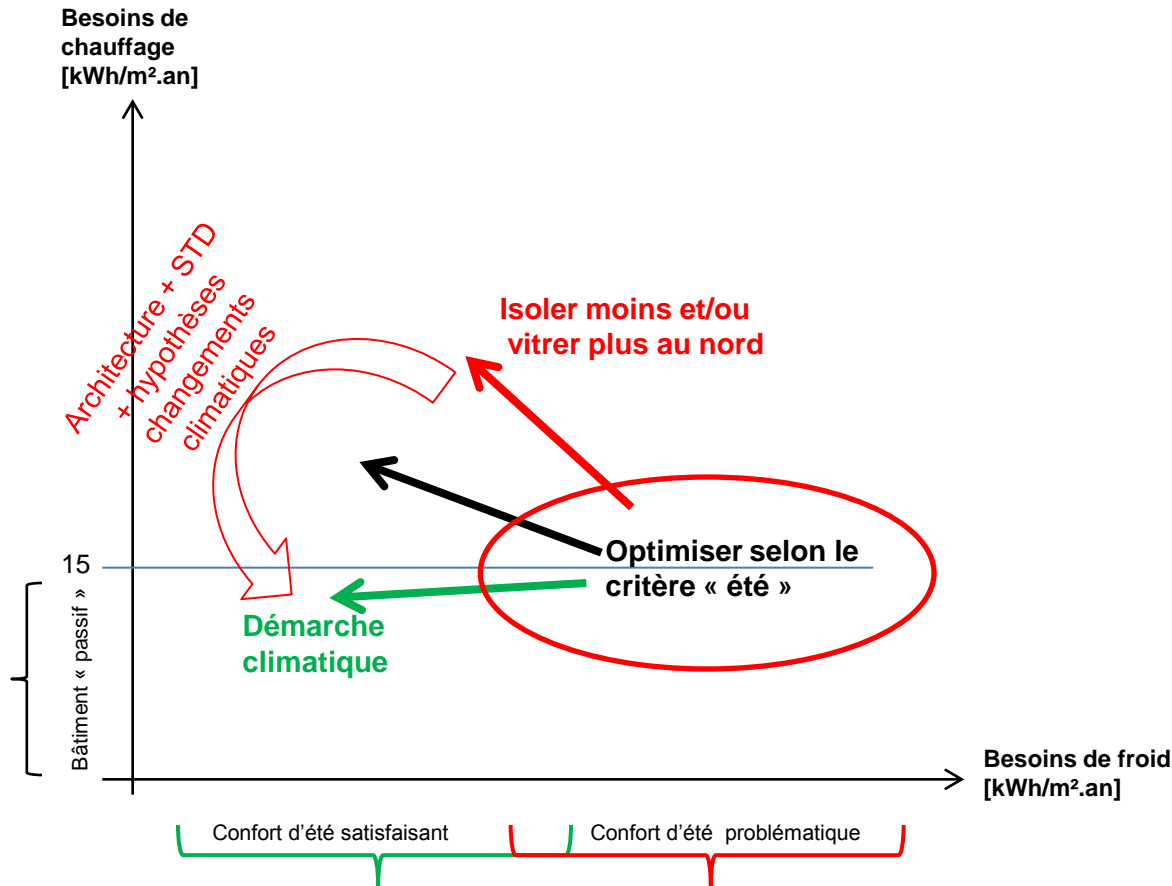 Besoins de
chauffage
[kWh/m².an]
Architecture + STD
+ hypothèses
changements
climatiques
Isoler moins et/ou
vitrer plus au nord
15
Optimiser selon le
critère « été »
Démarche
climatique
Bâtiment « passif »
Besoins de froid
[kWh/m².an]
Confort d'été satisfaisant
Confort d'été problématique